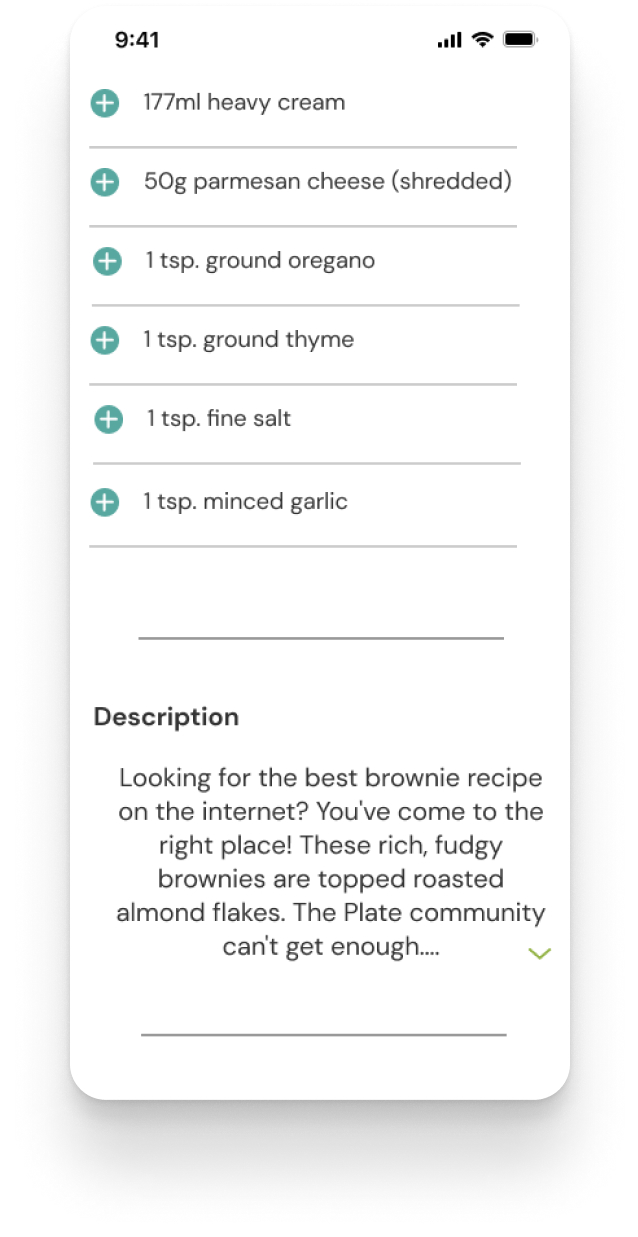 9:41
177ml heavy cream
50g parmesan cheese (shredded)
1 tsp. ground oregano
1 tsp. ground thyme
1 tsp. fine salt
1 tsp. minced garlic
Description
Looking for the best brownie recipe
on the internet? You've come to the
right place! These rich, fudgy
brownies are topped roasted
almond flakes. The Plate community
can't get enough....